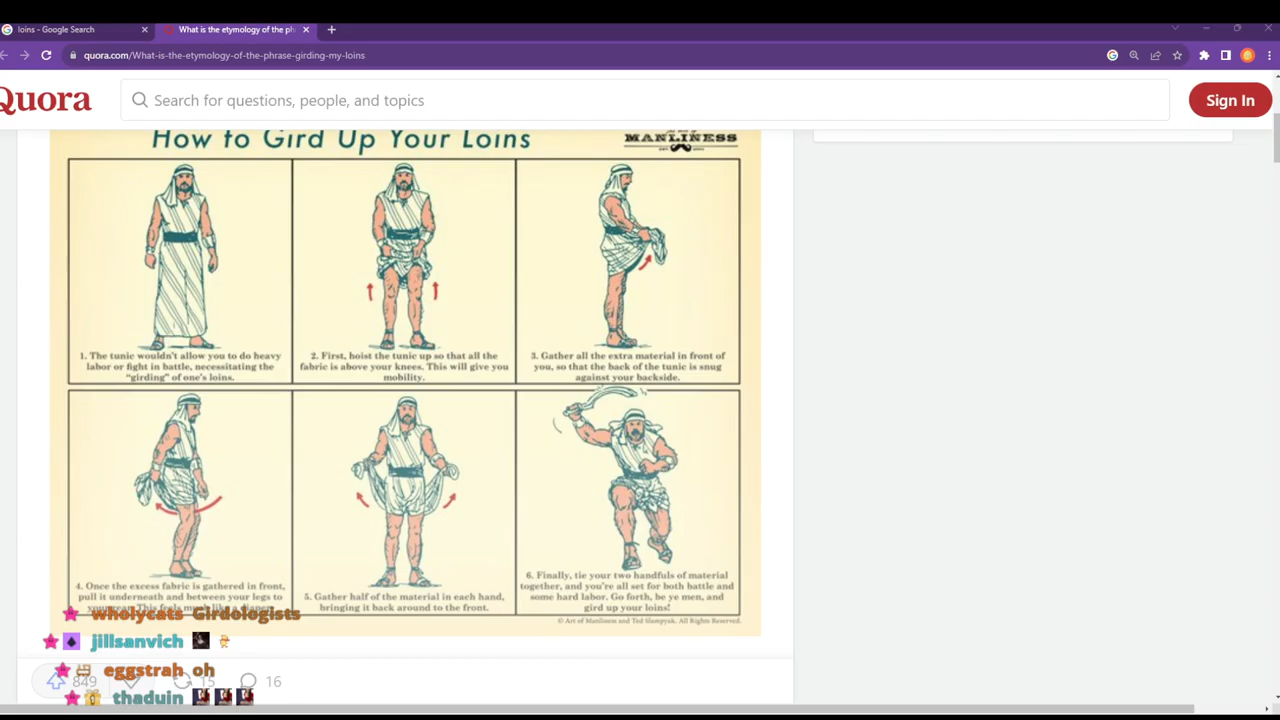 loins - Google Search
What is the etymology of the ph
quora.com/What-is-the-etymology-of-the-phrase-girding-my-loins
Quora
Search for questions, people, and topics
Sign In
How to Gird Up Your Loins
MANLINESS
1. The tunic wouldn't allow you to do heavy
labor or fight in battle, necessitating the
"girding" of one's loins.
2. First, hoist the tunic up so that all the
fabric is above your knees. This will give you
mobility.
3. Gather all the extra material in front of
you, so that the back of the tunic is snug
against your backside.
4. Once the excess fabric is gathered in front,
pull it underneath and between your legs to
your rear. This feels much like a diaper.
5. Gather half of the material in each hand,
bringing it back around to the front.
6. Finally, tie your two handfuls of material
together, and you're all set for both battle and
some hard labor. Go forth, be ye men, and
gird up your loins!
© Art of Manliness and Ted Slampyak. All Rights Reserved.
wholycats Girdologists
jillsanvich
eggstrah oh
thaduin
849
15
16